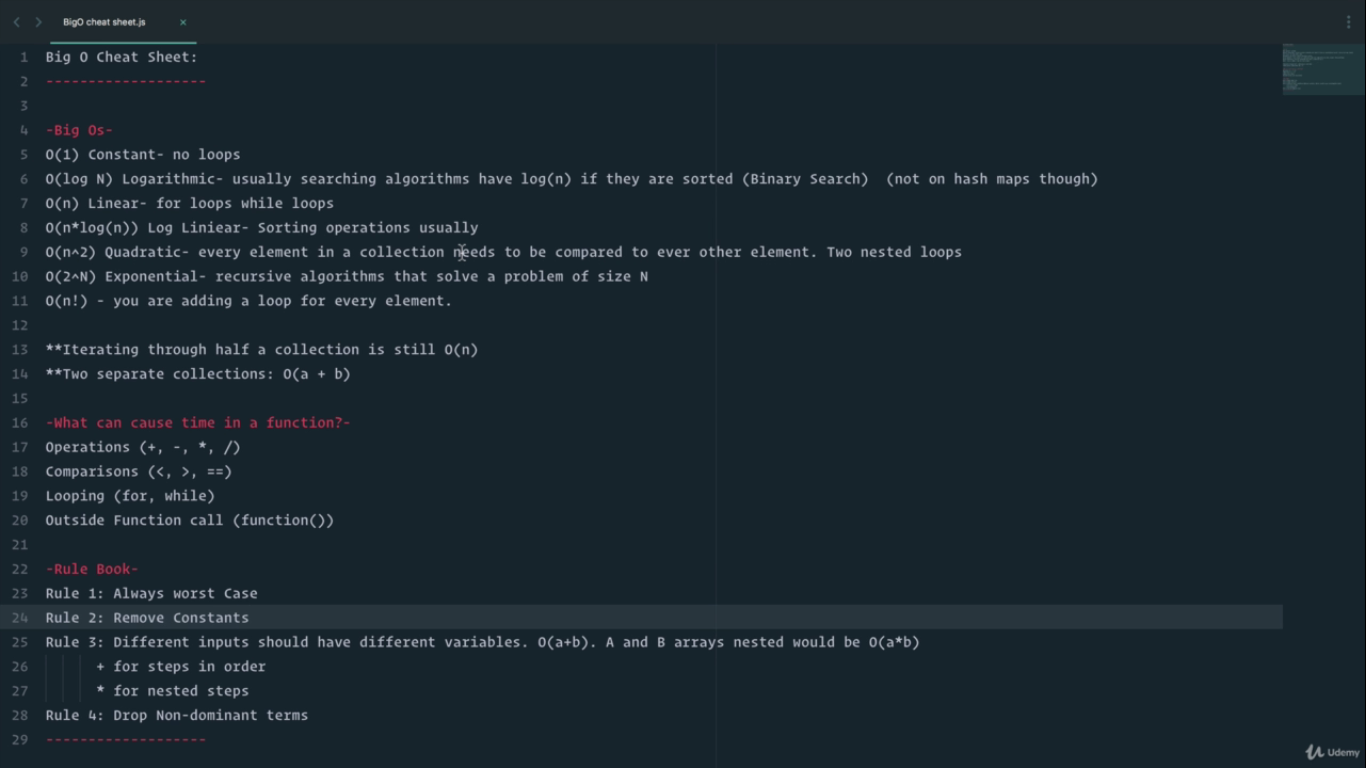 BigO cheat sheet.js ×
1 Big O Cheat Sheet:
2 -------------------
3
4 -Big Os-
5 O(1) Constant- no loops
6 O(log N) Logarithmic- usually searching algorithms have log(n) if they are sorted (Binary Search)  (not on hash maps though)
7 O(n) Linear- for loops while loops
8 O(n*log(n)) Log Liniear- Sorting operations usually
9 O(n^2) Quadratic- every element in a collection needs to be compared to ever other element. Two nested loops
10 O(2^N) Exponential- recursive algorithms that solve a problem of size N
11 O(n!) - you are adding a loop for every element.
12
13 **Iterating through half a collection is still O(n)
14 **Two separate collections: O(a + b)
15
16 -What can cause time in a function?-
17 Operations (+, -, *, /)
18 Comparisons (<, >, ==)
19 Looping (for, while)
20 Outside Function call (function())
21
22 -Rule Book-
23 Rule 1: Always worst Case
24 Rule 2: Remove Constants
25 Rule 3: Different inputs should have different variables. O(a+b). A and B arrays nested would be O(a*b)
26 + for steps in order
27 * for nested steps
28 Rule 4: Drop Non-dominant terms
29 -------------------
Udemy